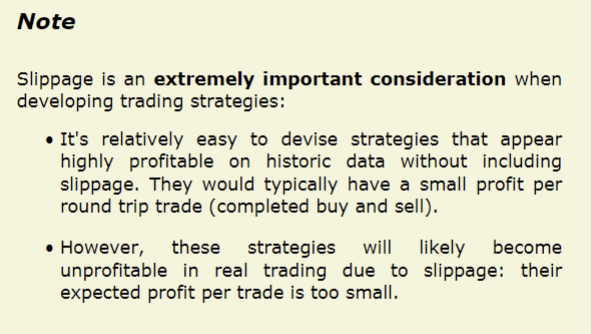 Note
Slippage is an extremely important consideration when
developing trading strategies:
• It's relatively easy to devise strategies that appear
highly profitable on historic data without including
slippage. They would typically have a small profit per
round trip trade (completed buy and sell).
• However, these strategies will likely become
unprofitable in real trading due to slippage: their
expected profit per trade is too small.